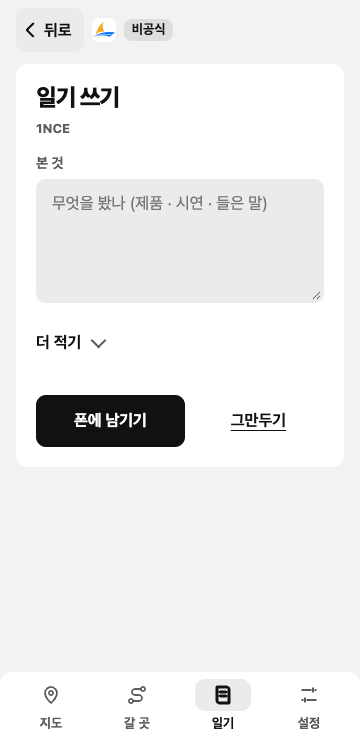 뒤로
비공식
일기 쓰기
1NCE
본 것
무엇을 봤나 (제품 · 시연 · 들은 말)
더 적기
폰에 남기기
그만두기
지도
갈 곳
일기
설정